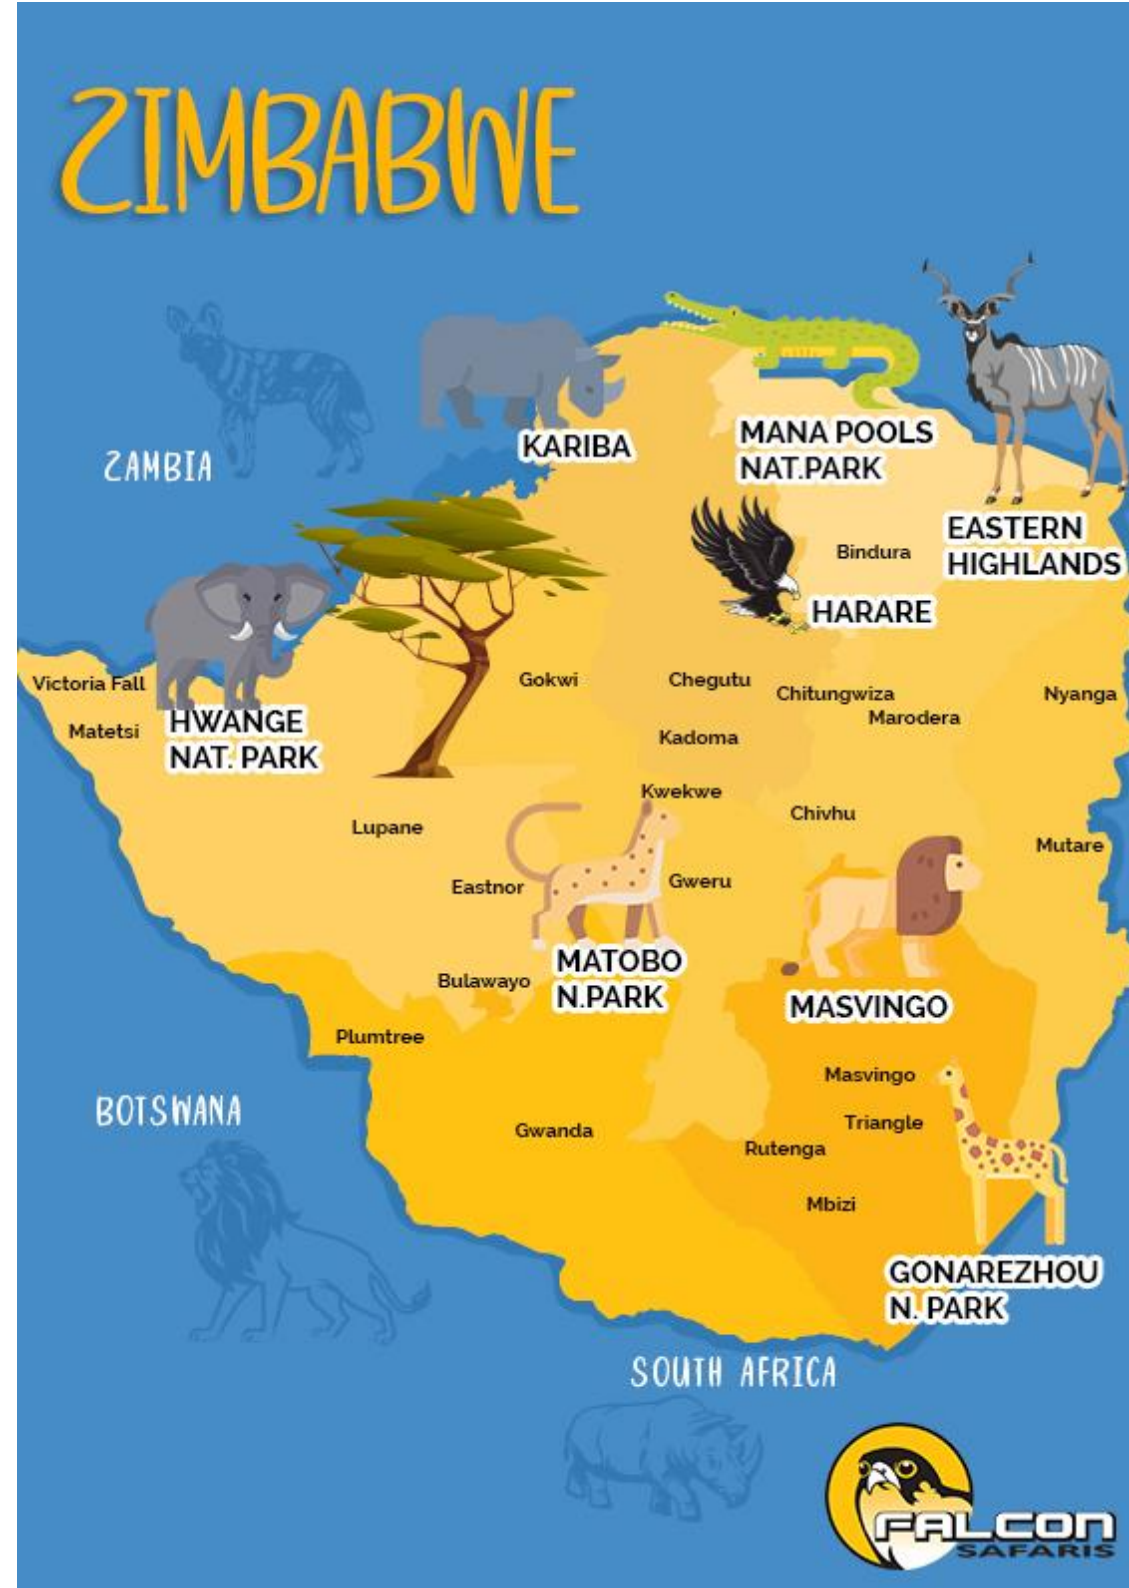 ZIMBABWE
ZAMBIA
KARIBA
MANA POOLS
NAT.PARK
EASTERN
HIGHLANDS
Bindura
HARARE
Victoria Fall
Matetsi
HWANGE
NAT. PARK
Gokwi
Chegutu
Chitungwiza
Marodera
Nyanga
Kadoma
Kwekwe
Chivhu
Lupane
Mutare
Eastnor
Gweru
MATOBO
N.PARK
Bulawayo
MASVINGO
Plumtree
Masvingo
BOTSWANA
Triangle
Gwanda
Rutenga
Mbizi
GONAREZHOU
N. PARK
SOUTH AFRICA
FALCON
SAFARIS